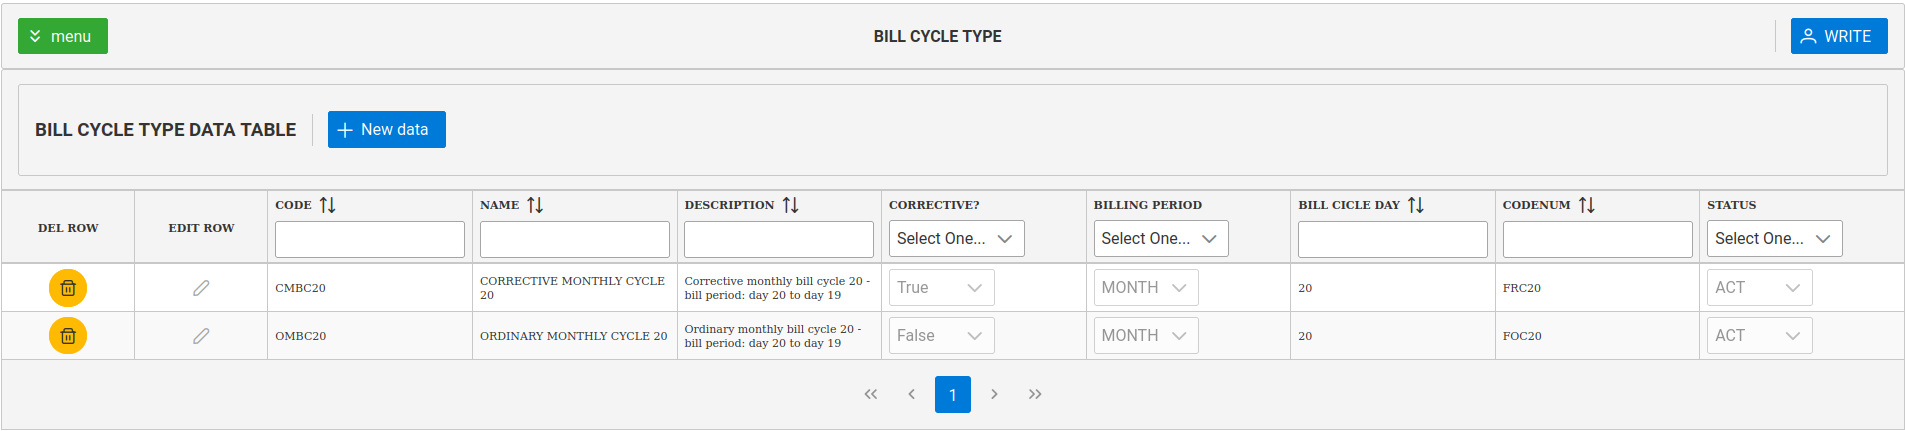 menu
BILL CYCLE TYPE
WRITE
BILL CYCLE TYPE DATA TABLE
New data
DEL ROW
EDIT ROW
CODE
NAME
DESCRIPTION
CORRECTIVE?
BILLING PERIOD
BILL CICLE DAY
CODENUM
STATUS
Select One...
Select One...
Select One...
CMBC20
CORRECTIVE MONTHLY CYCLE
20
Corrective monthly bill cycle 20 -
bill period: day 20 to day 19
True
MONTH
20
FRC20
ACT
OMBC20
ORDINARY MONTHLY CYCLE 20
Ordinary monthly bill cycle 20 -
bill period: day 20 to day 19
False
MONTH
20
FOC20
ACT
1